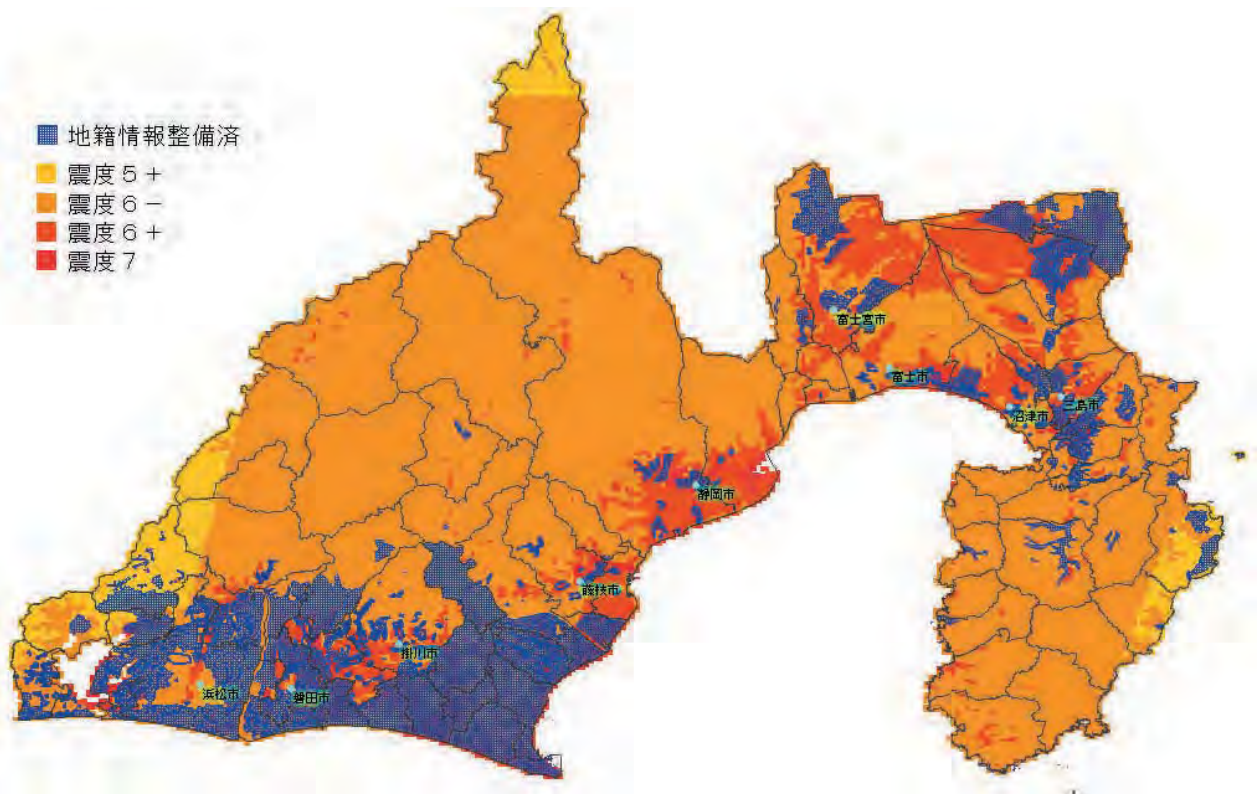 地籍情報整備済
震度5+
震度6-
震度6+
震度7
富士宮市
富士市
沼津市
三島市
静岡市
藤枝市
掛川市
浜松市
磐田市